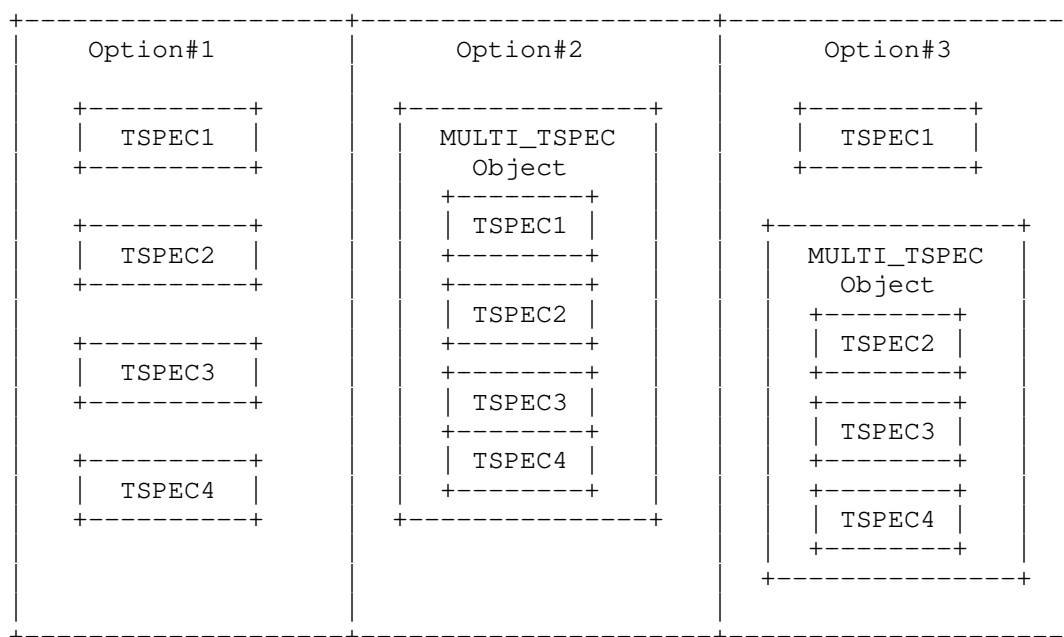 Option#1
TSPEC1
TSPEC2
TSPEC3
TSPEC4
Option#2
MULTI_TSPEC
Object
TSPEC1
TSPEC2
TSPEC3
TSPEC4
Option#3
TSPEC1
MULTI_TSPEC
Object
TSPEC2
TSPEC3
TSPEC4